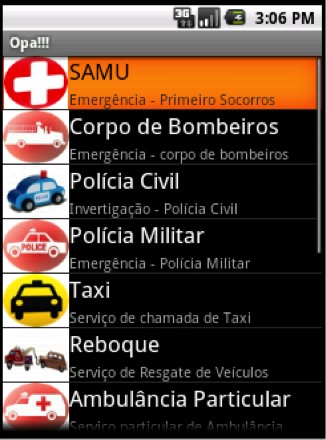 3G
3:06 PM
Opa!!!
SAMU
Emergência - Primeiro Socorros
Corpo de Bombeiros
Emergência - corpo de bombeiros
Polícia Civil
Invertigação - Polícia Civil
POLICE
Polícia Militar
Emergência - Polícia Militar
Taxi
Serviço de chamada de Taxi
Reboque
Serviço de Resgate de Veículos
Ambulância Particular
Serviço particular de Ambulância